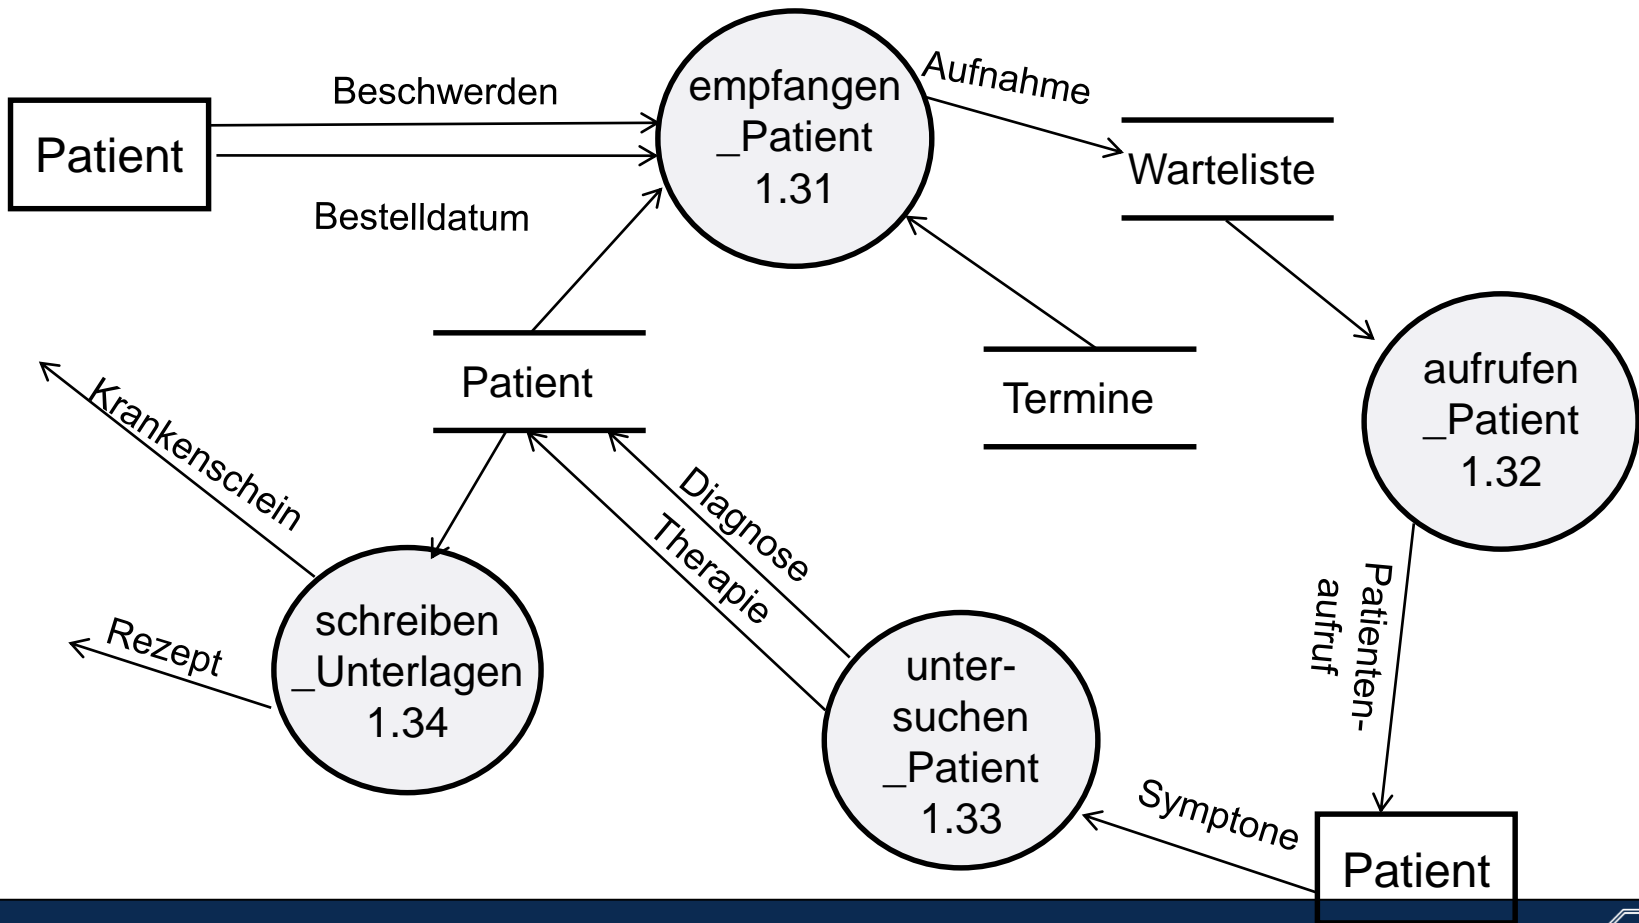 Beschwerden
Patient
Bestelldatum
empfangen
_Patient
1.31
Aufnahme
Warteliste
Patient
Termine
aufrufen
_Patient
1.32
Krankenschein
Diagnose
Therapie
Patienten-
aufruf
schreiben
_Unterlagen
1.34
Rezept
unter-
suchen
_Patient
1.33
Symptone
Patient